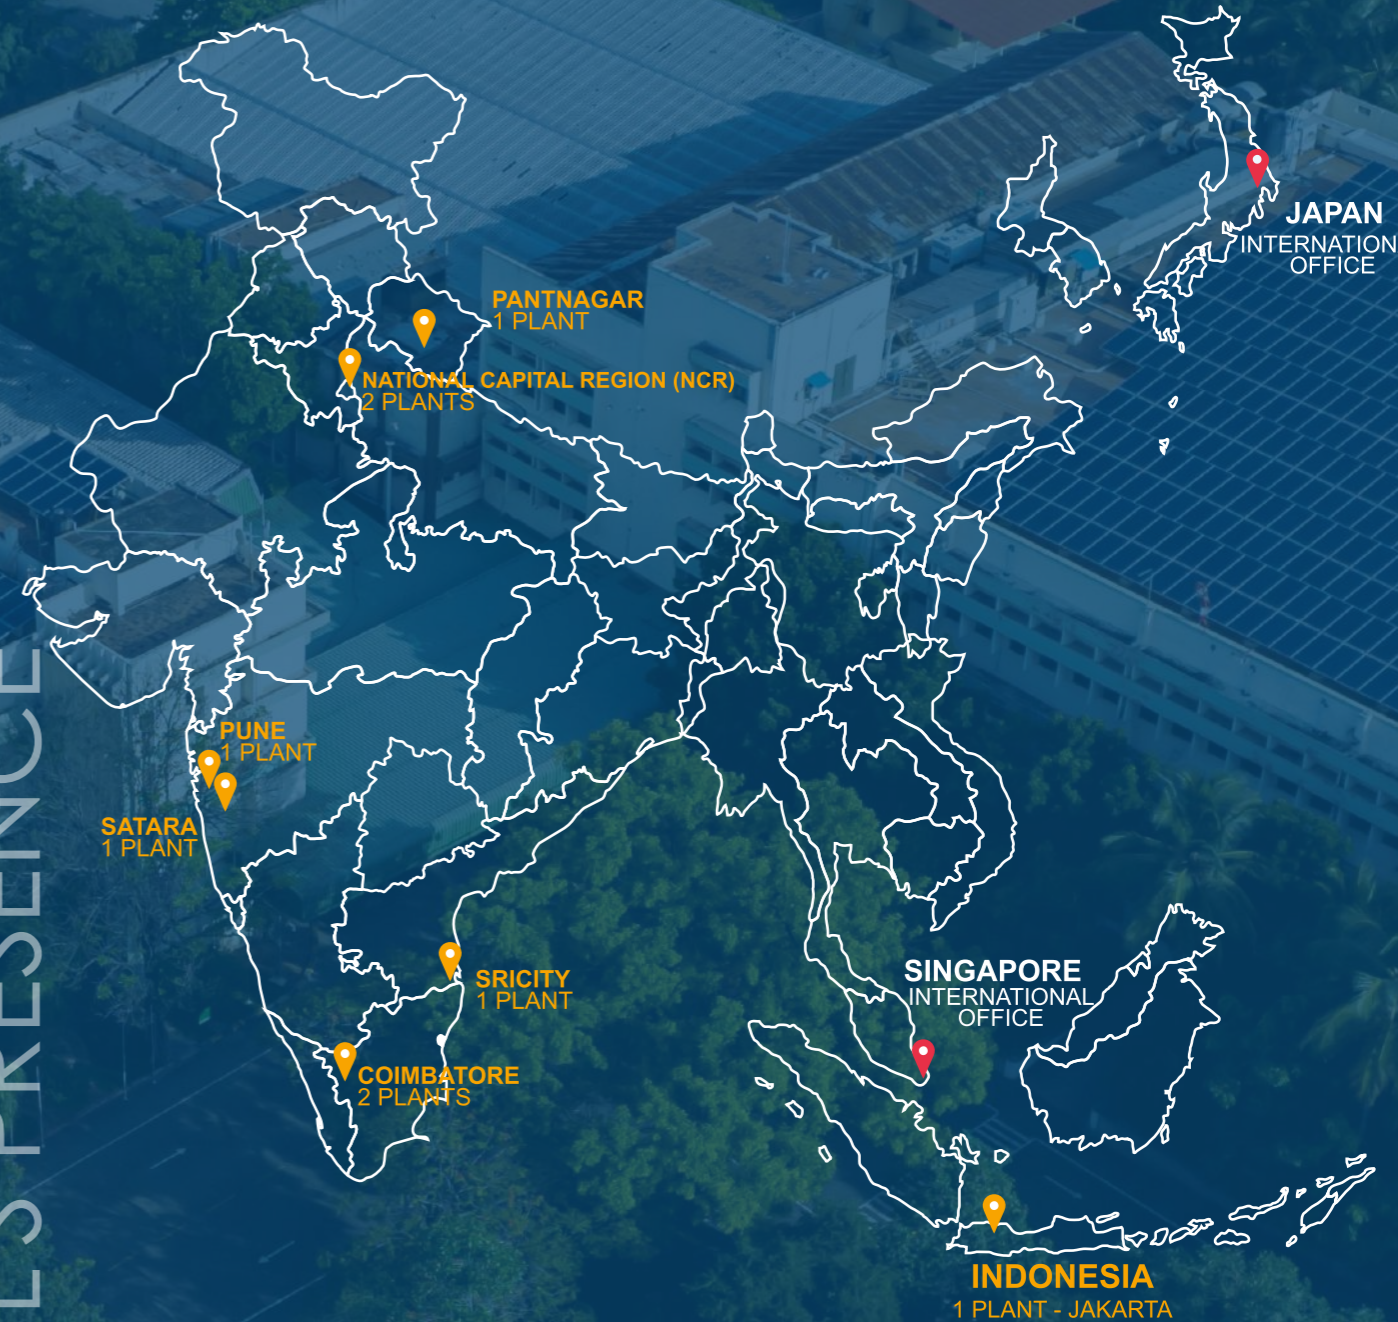 JAPAN
INTERNATION
OFFICE
PANTNAGAR
1 PLANT
NATIONAL CAPITAL REGION (NCR)
2 PLANTS
PUNE
1 PLANT
SATARA
1 PLANT
SRICITY
1 PLANT
SINGAPORE
INTERNATIONAL
OFFICE
COIMBATORE
2 PLANTS
INDONESIA
1 PLANT - JAKARTA
PRESENCE